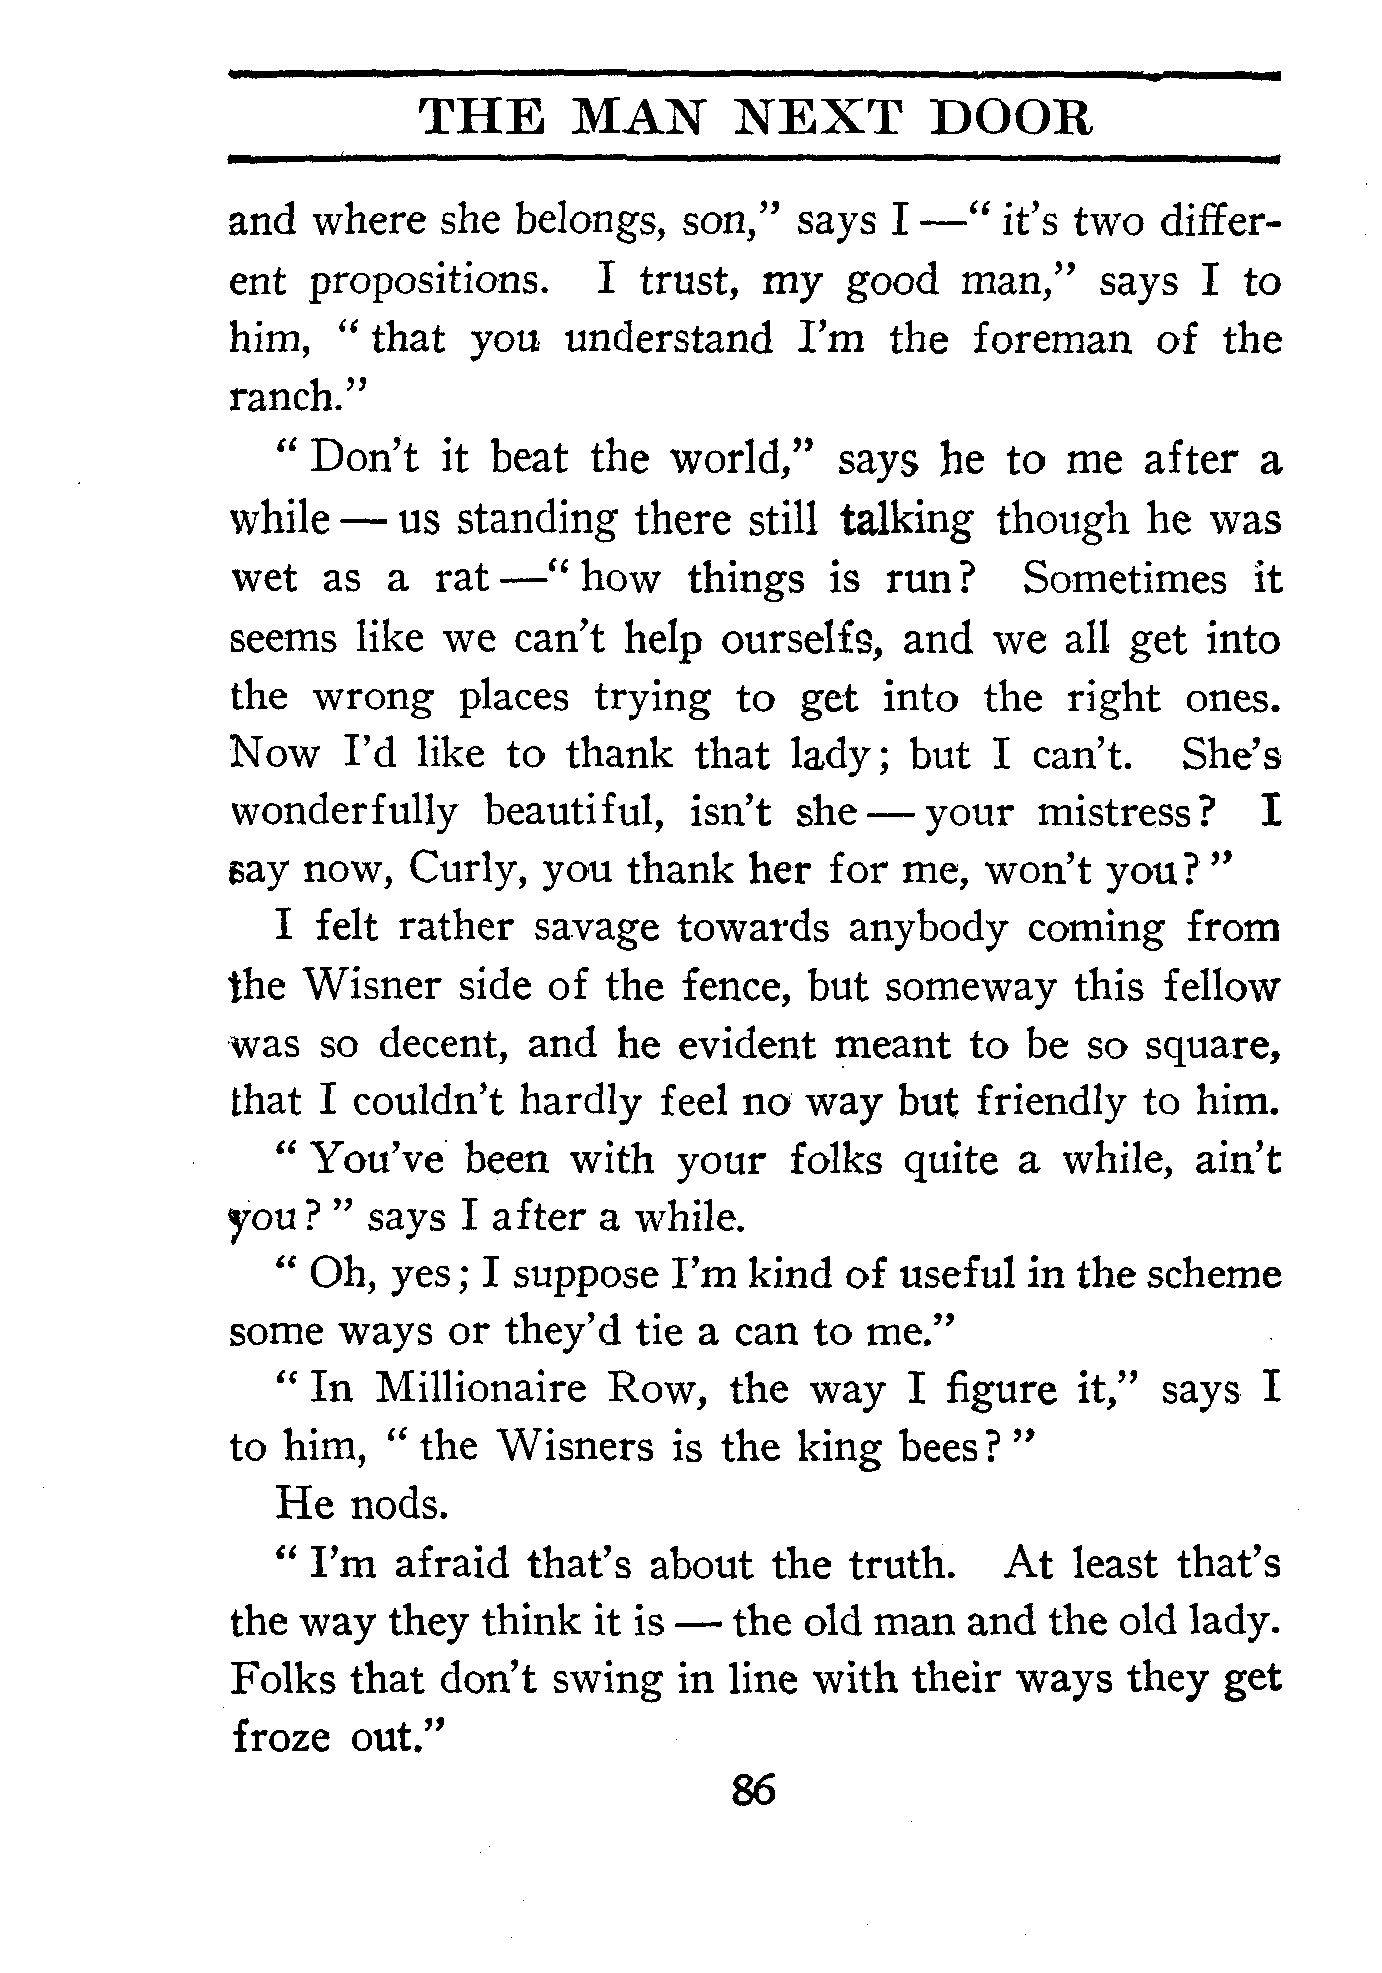 THE MAN NEXT DOOR
and where she belongs, son,” says I —“ it’s two differ-
ent propositions. I trust, my good man,” says I to
him, “ that you understand I’m the foreman of the
ranch.”
“ Don’t it beat the world,” says he to me after a
while — us standing there still talking though he was
wet as a rat —“ how things is run? Sometimes it
seems like we can’t help ourselfs, and we all get into
the wrong places trying to get into the right ones.
Now I’d like to thank that lady; but I can’t. She’s
wonderfully beautiful, isn’t she — your mistress? I
say now, Curly, you thank her for me, won’t you? ”
I felt rather savage towards anybody coming from
the Wisner side of the fence, but someway this fellow
was so decent, and he evident meant to be so square,
that I couldn’t hardly feel no way but friendly to him.
“ You’ve been with your folks quite a while, ain’t
you? ” says I after a while.
“ Oh, yes; I suppose I’m kind of useful in the scheme
some ways or they’d tie a can to me.”
“ In Millionaire Row, the way I figure it,” says I
to him, “ the Wisners is the king bees? ”
He nods.
“ I’m afraid that’s about the truth. At least that’s
the way they think it is — the old man and the old lady.
Folks that don’t swing in line with their ways they get
froze out.”
86